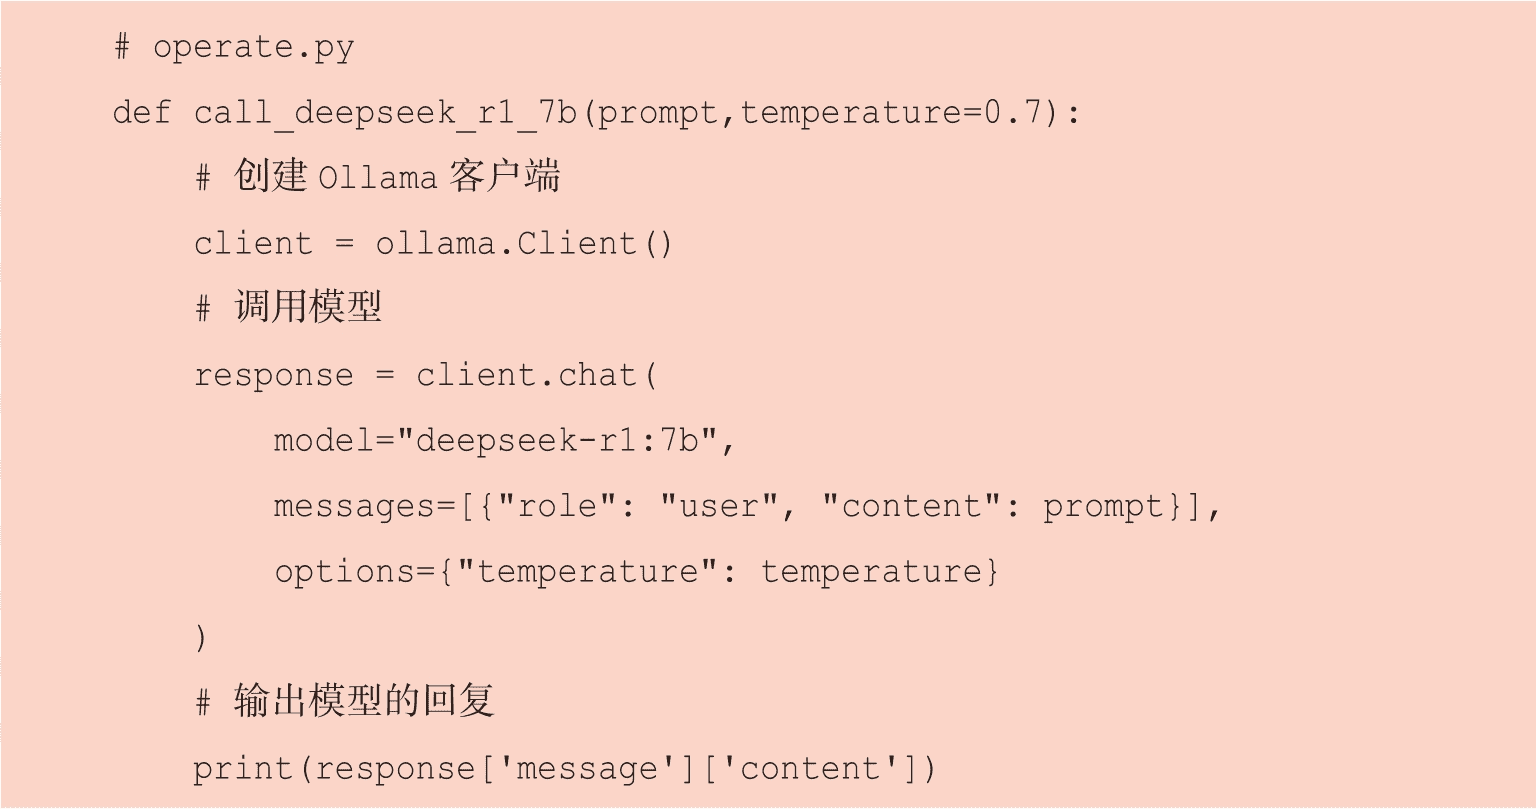 # operate.py
def call_deepseek_r1_7b(prompt,temperature=0.7):
    # 创建 Ollama 客户端
    client = ollama.Client()
    # 调用模型
    response = client.chat(
        model="deepseek-r1:7b",
        messages=[{"role": "user", "content": prompt}],
        options={"temperature": temperature}
    )
    # 输出模型的回复
    print(response['message']['content'])